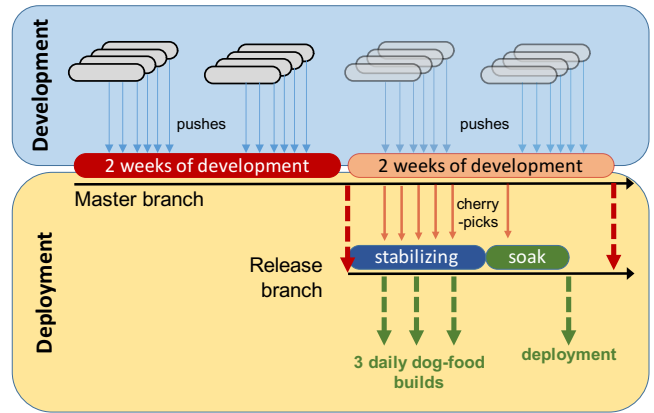 Development
pushes
pushes
2 weeks of development
2 weeks of development
Master branch
cherry
-picks
stabilizing
soak
Release
branch
Deployment
3 daily dog-food
builds
deployment